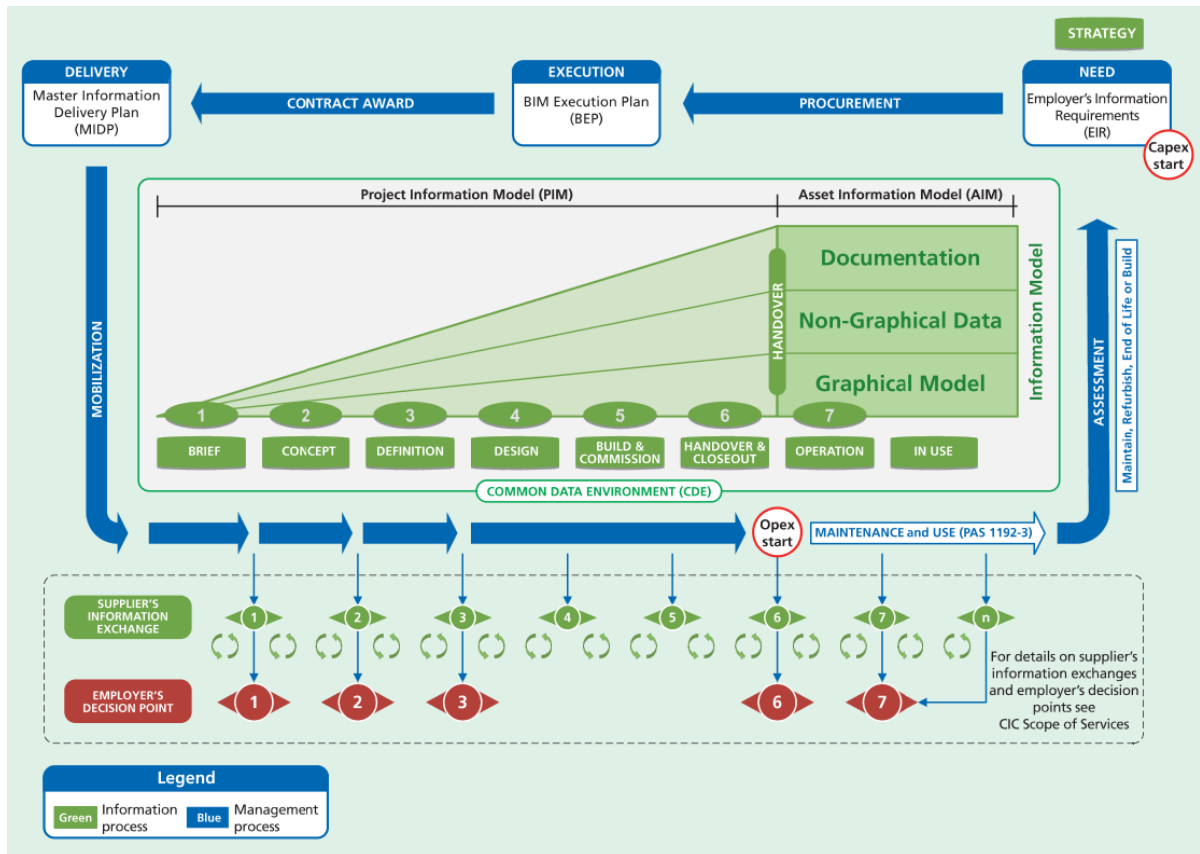 STRATEGY
DELIVERY
Master Information
Delivery Plan
(MIDP)
CONTRACT AWARD
EXECUTION
BIM Execution Plan
(BEP)
PROCUREMENT
NEED
Employer's Information
Requirements
(EIR)
Capex
start
Project Information Model (PIM)
Asset Information Model (AIM)
MOBILIZATION
HANDOVER
Documentation
Non-Graphical Data
Graphical Model
Information Model
ASSESSMENT
Maintain, Refurbish, End of Life or Build
1
2
3
4
5
6
7
BRIEF
CONCEPT
DEFINITION
DESIGN
BUILD &
COMMISSION
HANDOVER &
CLOSEOUT
OPERATION
IN USE
COMMON DATA ENVIRONMENT (CDE)
Opex
start
MAINTENANCE and USE (PAS 1192-3)
SUPPLIER'S
INFORMATION
EXCHANGE
1
2
3
4
5
6
7
n
EMPLOYER'S
DECISION POINT
1
2
3
6
7
For details on supplier's
information exchanges
and employer's decision
points see
CIC Scope of Services
Legend
Green
Information
process
Blue
Management
process